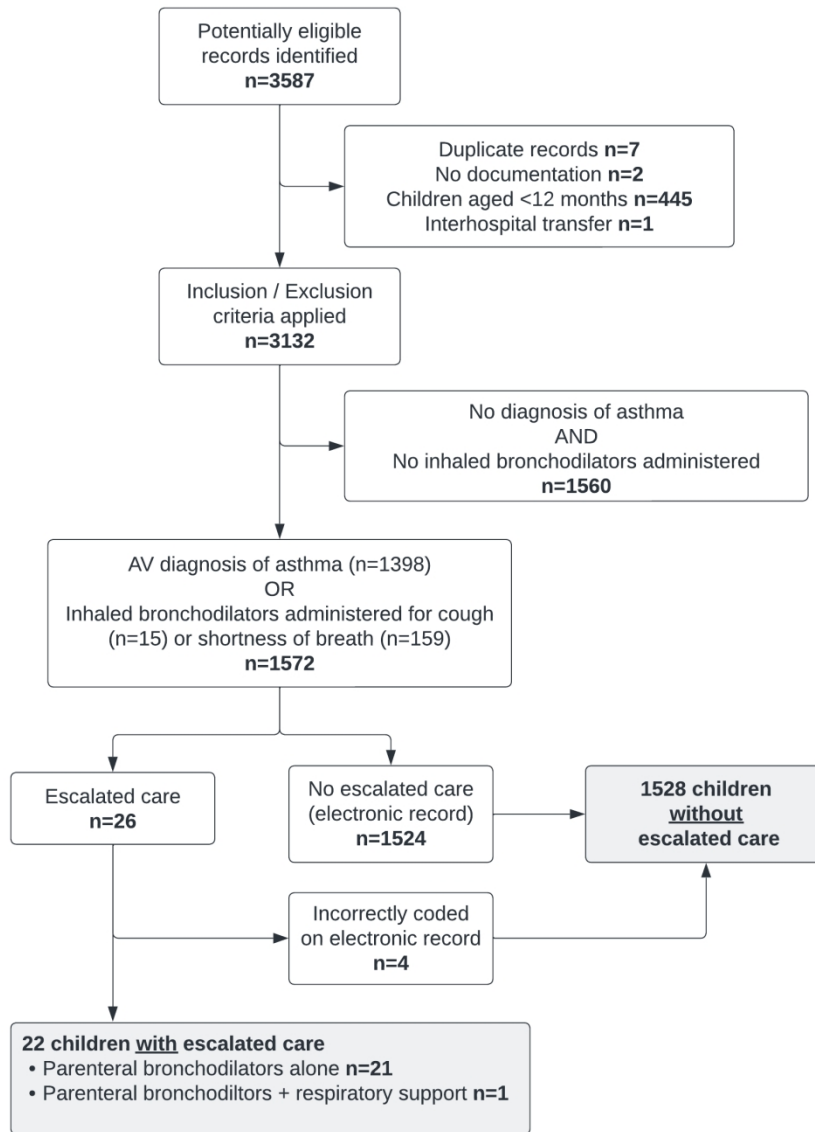 Potentially eligible
records identified
n=3587
Duplicate records n=7
No documentation n=2
Children aged <12 months n=445
Interhospital transfer n=1
Inclusion / Exclusion
criteria applied
n=3132
No diagnosis of asthma
AND
No inhaled bronchodilators administered
n=1560
AV diagnosis of asthma (n=1398)
OR
Inhaled bronchodilators administered for cough
(n=15) or shortness of breath (n=159)
n=1572
Escalated care
n=26
No escalated care
(electronic record)
n=1524
1528 children
without
escalated care
Incorrectly coded
on electronic record
n=4
22 children with escalated care
• Parenteral bronchodilators alone n=21
• Parenteral bronchodiltors + respiratory support n=1